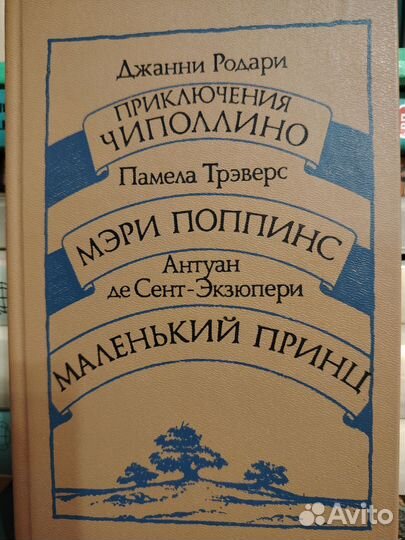 Джанни Родари
ПРИКЛЮЧЕНИЯ
ЧИПОЛЛИНО
Памела Трэверс
МЭРИ ПОППИНС
Антуан
де Сент-Экзюпери
МАЛЕНЬКИЙ ПРИНЦ
Avito